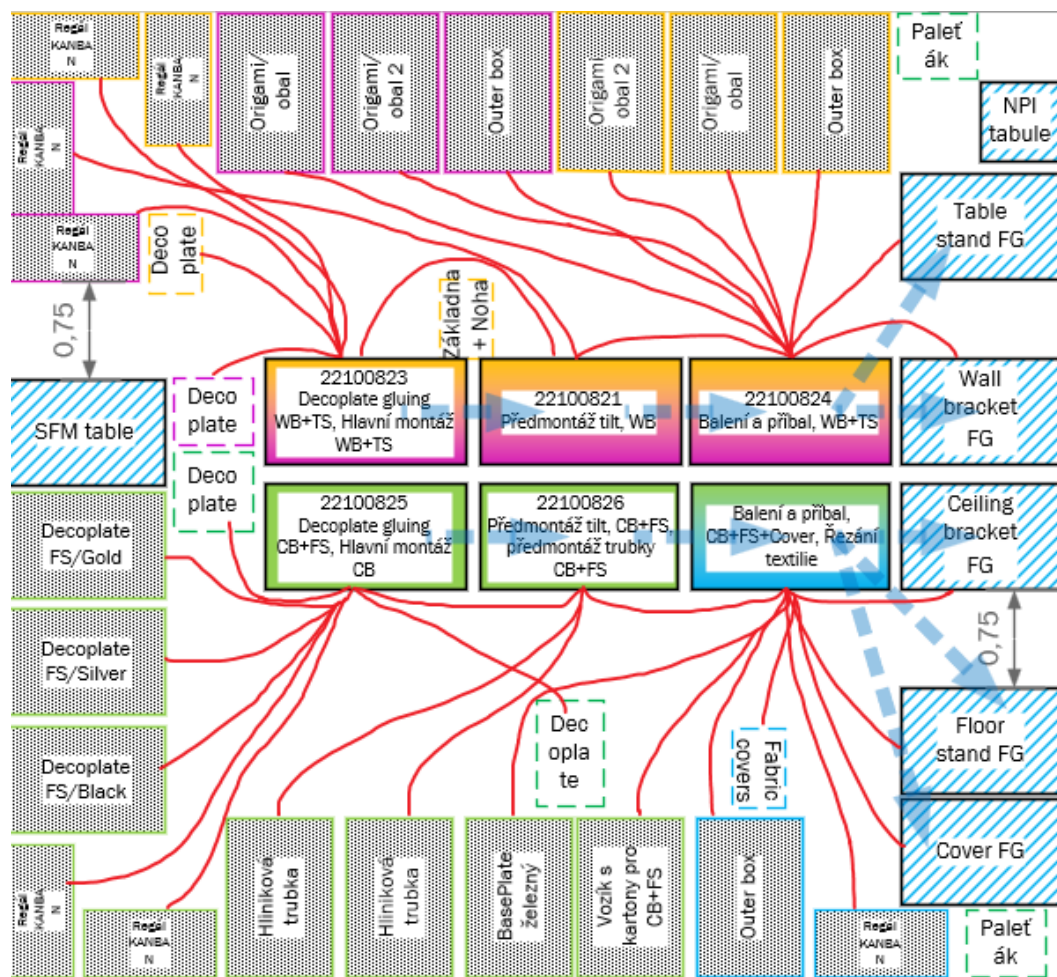 Regál
KANBA
N
Regál
KANBA
N
Origami/
obal
Origami/
obal 2
Outer box
Origami/
obal 2
Origami/
obal
Outer box
Paleť
ák
NPI
tabule
Regál
KANBA
N
Regál
KANBA
N
Deco
plate
Table
stand FG
0,75
Základna
+ Noha
SFM table
Deco
plate
22100823
Decoplate gluing
WB+TS, Hlavní montáž
WB+TS
22100821
Předmontáž tilt, WB
22100824
Balení a příbal, WB+TS
Wall
bracket
FG
Deco
plate
22100825
Decoplate gluing
CB+FS, Hlavní montáž
CB
22100826
Předmontáž tilt, CB+FS,
předmontáž trubky
CB+FS
Balení a příbal,
CB+FS+Cover, Řezání
textilie
Ceiling
bracket
FG
Decoplate
FS/Gold
Decoplate
FS/Silver
0,75
Decoplate
FS/Black
Dec
opla
te
Fabric
covers
Floor
stand FG
Cover FG
Regál
KANBA
N
Regál
KANBA
N
Hliníková
trubka
Hliníková
trubka
BasePlate
železný
Vozík s
kartony pro
CB+FS
Outer box
Regál
KANBA
N
Paleť
ák